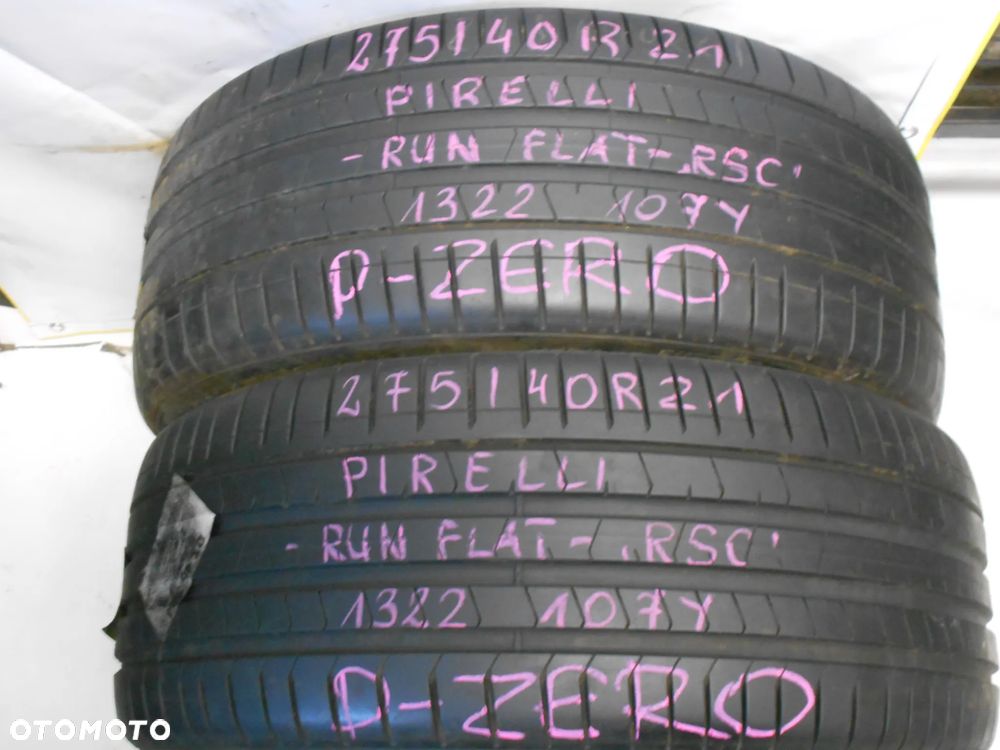 275/40R21
PIRELLI
-RUN FLAT-"RSC"
1322 107Y
P-ZERO
275/40R21
PIRELLI
-RUN FLAT-"RSC"
1322 107Y
P-ZERO
OTOMOTO